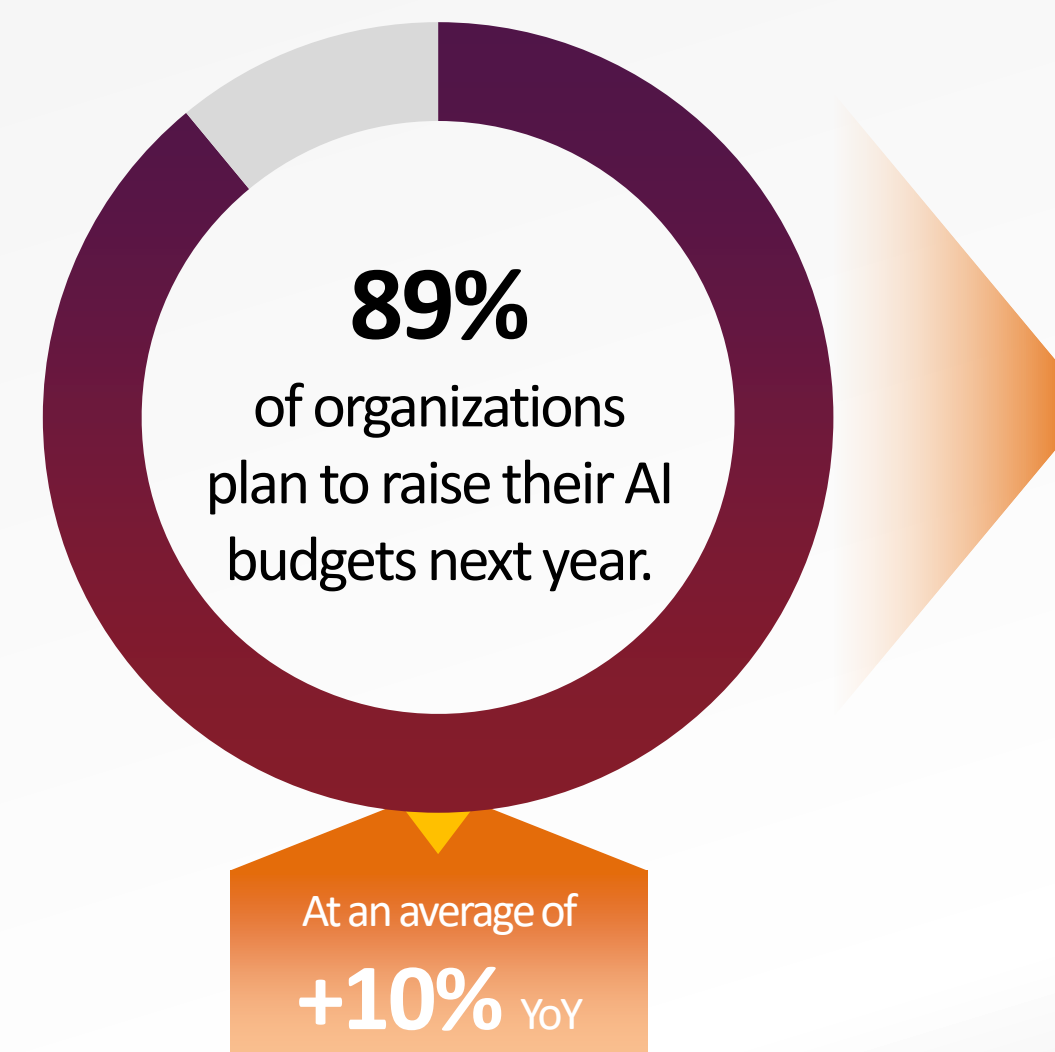 89%
of organizations
plan to raise their AI
budgets next year.
At an average of
+10% YoY